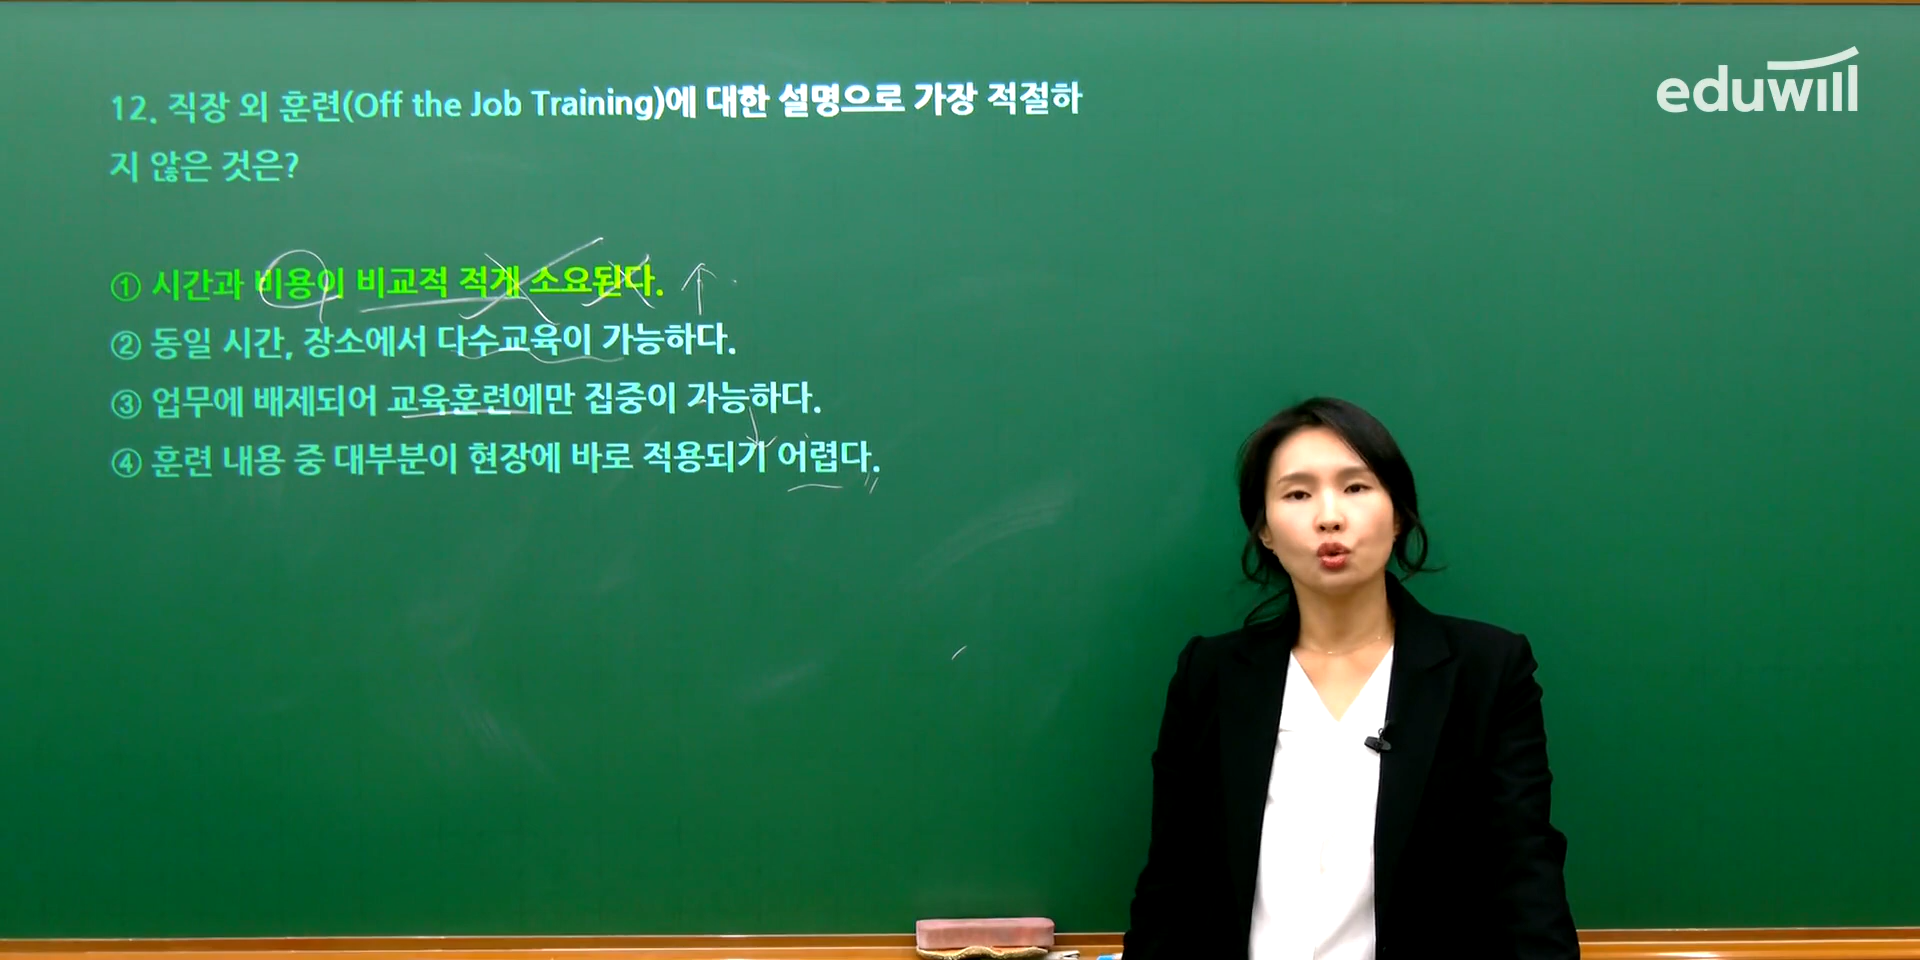 eduwill
12. 직장 외 훈련(Off the Job Training)에 대한 설명으로 가장 적절하
지 않은 것은?
① 시간과 비용이 비교적 적게 소요된다.
② 동일 시간, 장소에서 다수교육이 가능하다.
③ 업무에 배제되어 교육훈련에만 집중이 가능하다.
④ 훈련 내용 중 대부분이 현장에 바로 적용되기 어렵다.